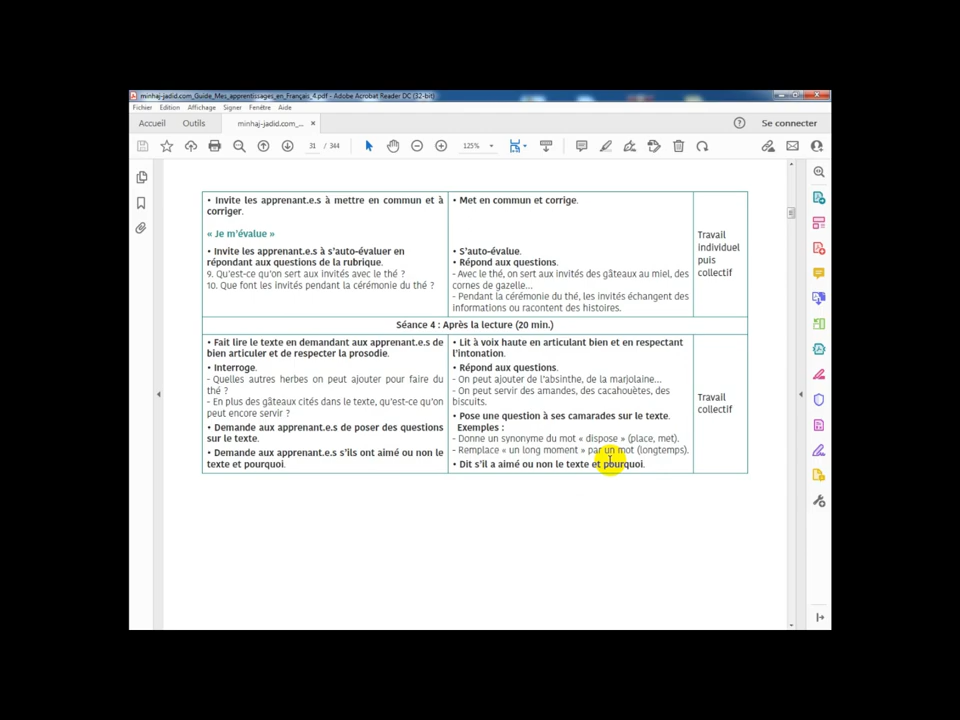 minhaj-jadid.com_Guide_Mes_apprentissages_en_Français_4.pdf - Adobe Acrobat Reader DC (32-bit)
Fichier Edition Affichage Signer Fenêtre Aide
Accueil Outils minhaj-jadid.com_... × Se connecter
31 / 344 125%
• Invite les apprenant.e.s à mettre en commun et à
corriger.
« Je m'évalue »
• Invite les apprenant.e.s à s'auto-évaluer en
répondant aux questions de la rubrique.
9. Qu'est-ce qu'on sert aux invités avec le thé ?
10. Que font les invités pendant la cérémonie du thé ?
• Met en commun et corrige.
• S'auto-évalue.
• Répond aux questions.
- Avec le thé, on sert aux invités des gâteaux au miel, des
cornes de gazelle...
- Pendant la cérémonie du thé, les invités échangent des
informations ou racontent des histoires.
Travail
individuel
puis
collectif
Séance 4 : Après la lecture (20 min.)
• Fait lire le texte en demandant aux apprenant.e.s de
bien articuler et de respecter la prosodie.
• Interroge.
- Quelles autres herbes on peut ajouter pour faire du
thé ?
- En plus des gâteaux cités dans le texte, qu'est-ce qu'on
peut encore servir ?
• Demande aux apprenant.e.s de poser des questions
sur le texte.
• Demande aux apprenant.e.s s'ils ont aimé ou non le
texte et pourquoi.
• Lit à voix haute en articulant bien et en respectant
l'intonation.
• Répond aux questions.
- On peut ajouter de l'absinthe, de la marjolaine...
- On peut servir des amandes, des cacahouètes, des
biscuits.
• Pose une question à ses camarades sur le texte.
Exemples :
- Donne un synonyme du mot « dispose » (place, met).
- Remplace « un long moment » par un mot (longtemps).
• Dit s'il a aimé ou non le texte et pourquoi.
Travail
collectif